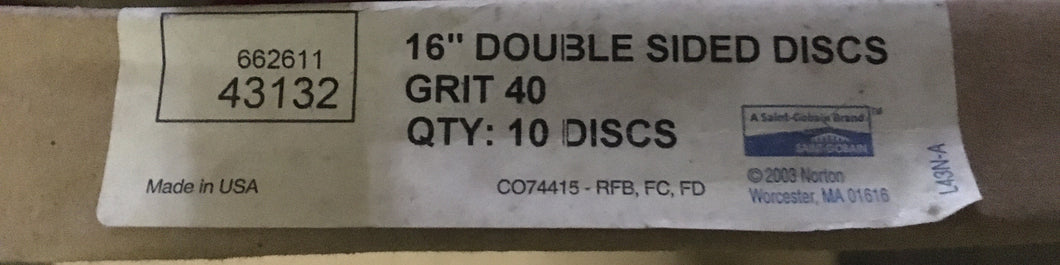 662611
43132
16" DOUBLE SIDED DISCS
GRIT 40
QTY: 10 DISCS
A Saint-Gobain Brand™
SAINT-GOBAIN
Made in USA
CO74415 - RFB, FC, FD
©2003 Norton
Worcester, MA 01616
L43N-A